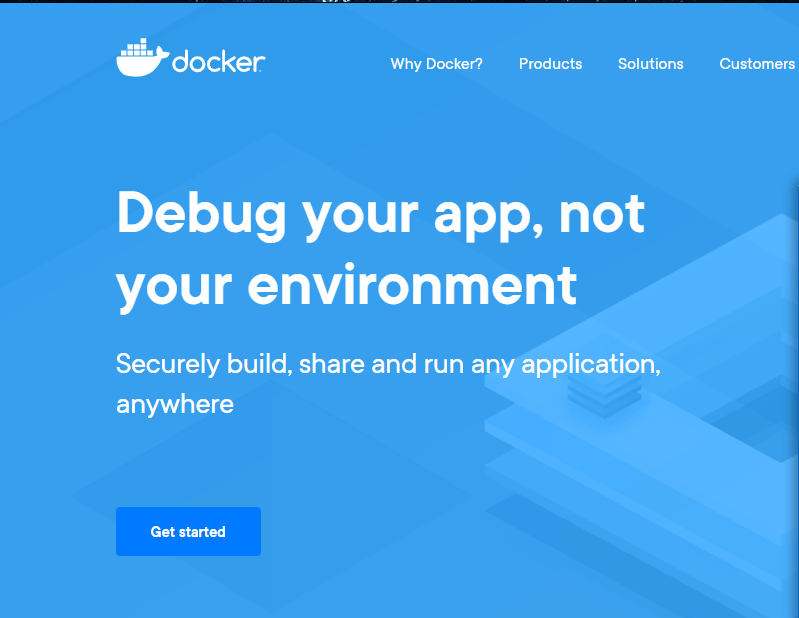 docker
Why Docker? Products Solutions Customers
Debug your app, not
your environment
Securely build, share and run any application,
anywhere
Get started